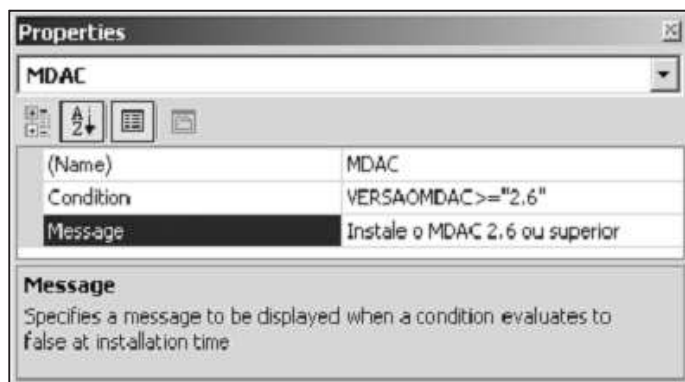 Properties
MDAC
(Name) MDAC
Condition VERSAOMDAC>="2.6"
Message Instale o MDAC 2.6 ou superior
Message
Specifies a message to be displayed when a condition evaluates to
false at installation time